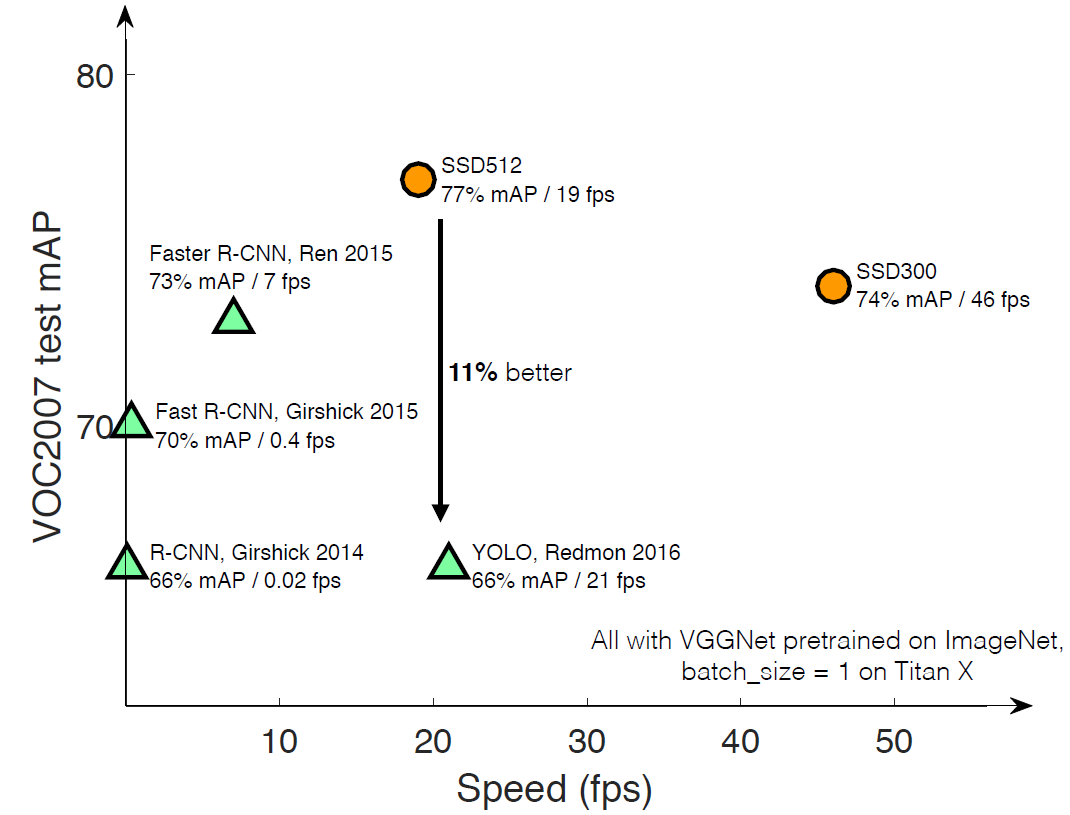 80
SSD512
77% mAP / 19 fps
Faster R-CNN, Ren 2015
73% mAP / 7 fps
SSD300
74% mAP / 46 fps
11% better
70
Fast R-CNN, Girshick 2015
70% mAP / 0.4 fps
R-CNN, Girshick 2014
66% mAP / 0.02 fps
YOLO, Redmon 2016
66% mAP / 21 fps
All with VGGNet pretrained on ImageNet,
batch_size = 1 on Titan X
10 20 30 40 50
Speed (fps)
VOC2007 test mAP